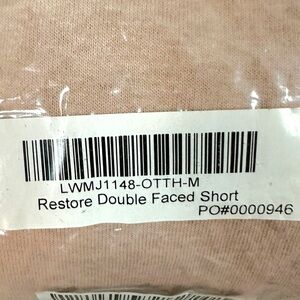 LWMJ1148-OTTH-M
Restore Double Faced Short
PO#0000946